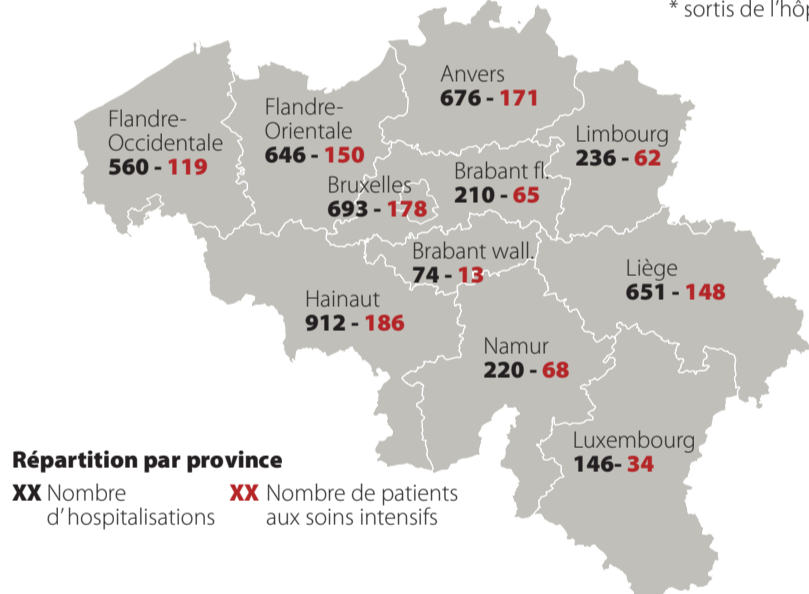 * sortis de l'hôp
Anvers
676 - 171
Flandre-
Occidentale
560 - 119
Flandre-
Orientale
646 - 150
Limbourg
236 - 62
Bruxelles
693 - 178
Brabant fl.
210 - 65
Brabant wall.
74 - 13
Liège
651 - 148
Hainaut
912 - 186
Namur
220 - 68
Luxembourg
146- 34
Répartition par province
XX Nombre
d'hospitalisations
XX Nombre de patients
aux soins intensifs